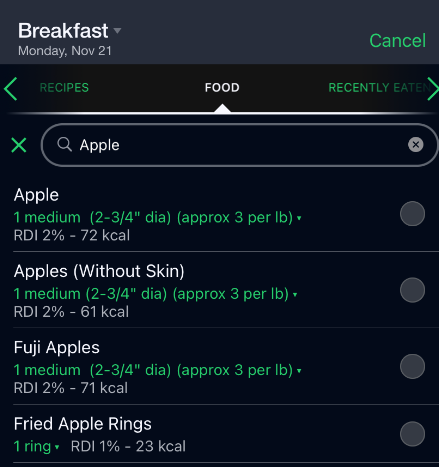 Breakfast
Monday, Nov 21
Cancel
RECIPES
FOOD
RECENTLY EATEN
Apple
Apple
1 medium (2-3/4" dia) (approx 3 per lb)
RDI 2% - 72 kcal
Apples (Without Skin)
1 medium (2-3/4" dia) (approx 3 per lb)
RDI 2% - 61 kcal
Fuji Apples
1 medium (2-3/4" dia) (approx 3 per lb)
RDI 2% - 71 kcal
Fried Apple Rings
1 ring RDI 1% - 23 kcal